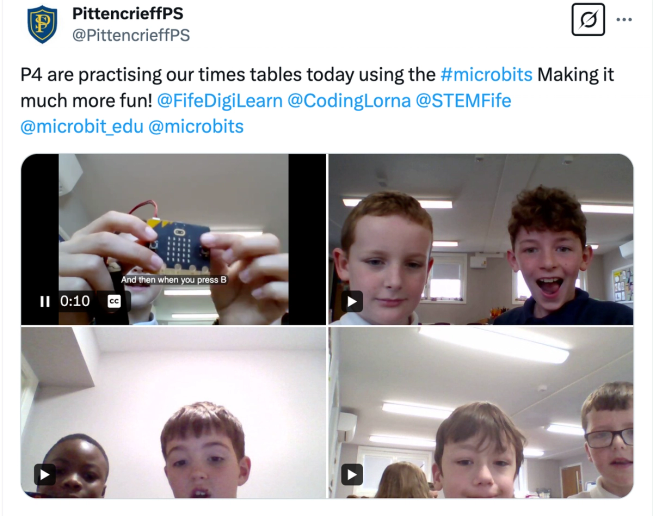 PittencrieffPS
@PittencrieffPS
P4 are practising our times tables today using the #microbits Making it
much more fun! @FifeDigiLearn @CodingLorna @STEMFife
@microbit_edu @microbits
And then when you press B
0:10
CC